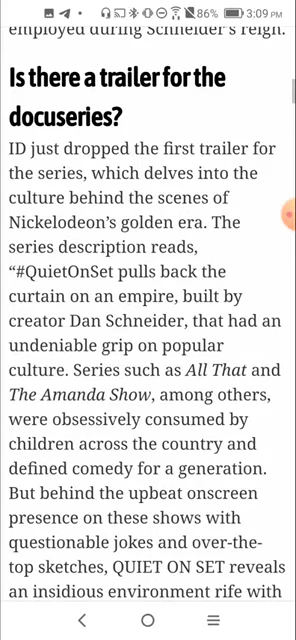 86% 3:09 PM
employed during Schneider's reign.
Is there a trailer for the
docuseries?
ID just dropped the first trailer for
the series, which delves into the
culture behind the scenes of
Nickelodeon’s golden era. The
series description reads,
“#QuietOnSet pulls back the
curtain on an empire, built by
creator Dan Schneider, that had an
undeniable grip on popular
culture. Series such as All That and
The Amanda Show, among others,
were obsessively consumed by
children across the country and
defined comedy for a generation.
But behind the upbeat onscreen
presence on these shows with
questionable jokes and over-the-
top sketches, QUIET ON SET reveals
an insidious environment rife with